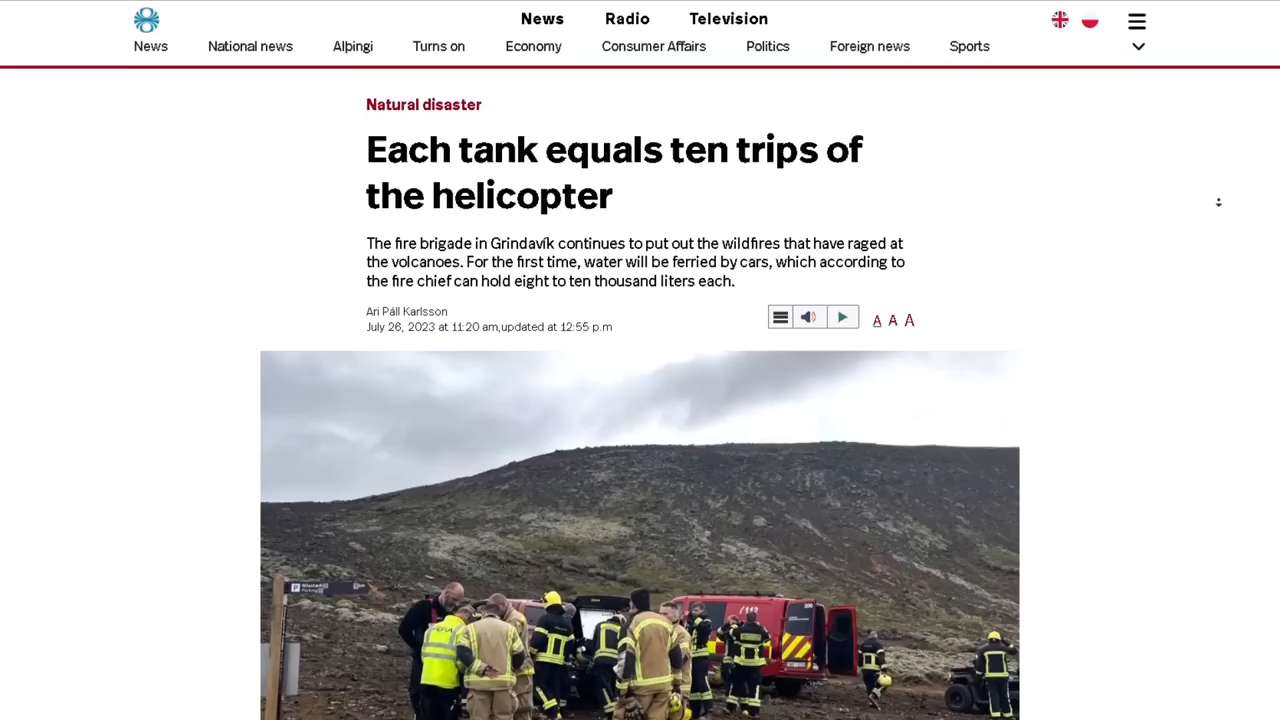 News Radio Television
News National news Alþingi Turns on Economy Consumer Affairs Politics Foreign news Sports
Natural disaster
Each tank equals ten trips of
the helicopter
The fire brigade in Grindavík continues to put out the wildfires that have raged at
the volcanoes. For the first time, water will be ferried by cars, which according to
the fire chief can hold eight to ten thousand liters each.
Ari Páll Karlsson
July 26, 2023 at 11:20 am,updated at 12:55 p.m
A A A
P
112